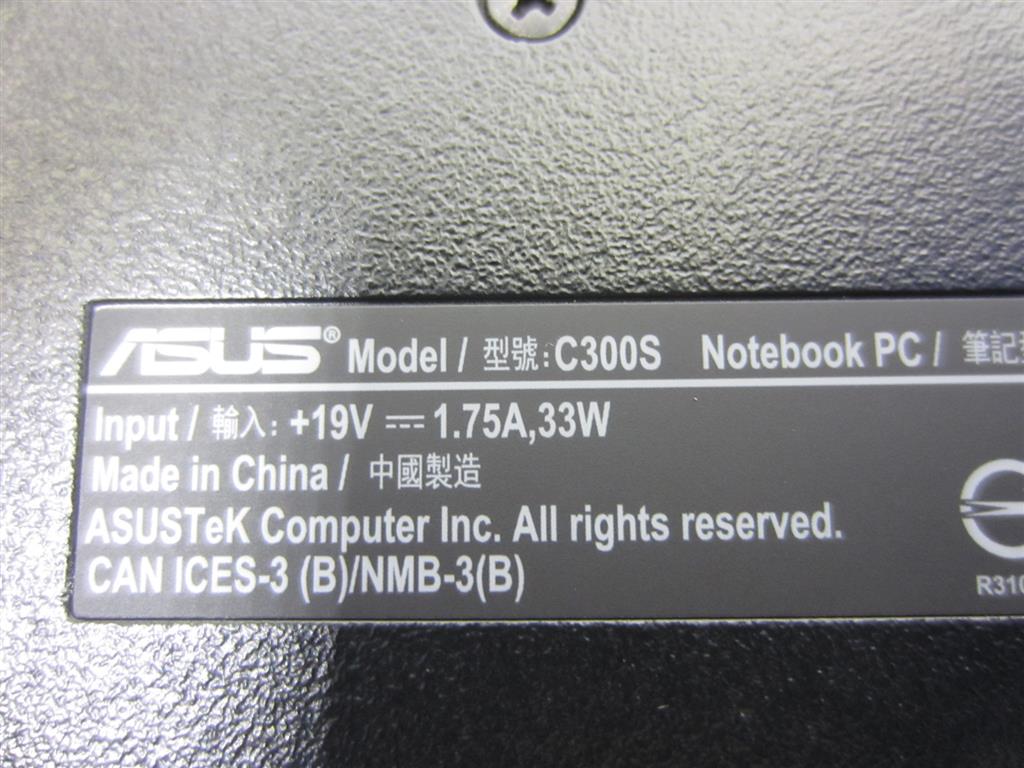 ASUS® Model / 型號: C300S Notebook PC / 筆記
Input / 輸入: +19V ⎓ 1.75A,33W
Made in China / 中國製造
ASUSTeK Computer Inc. All rights reserved.
CAN ICES-3 (B)/NMB-3(B)
R310